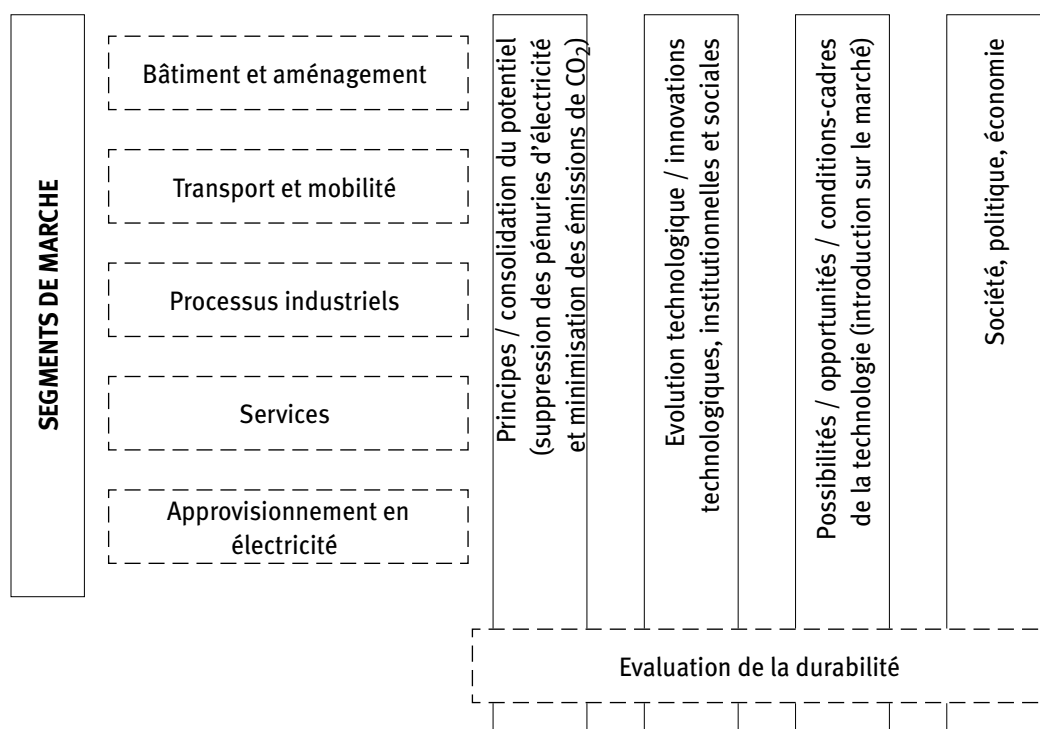 SEGMENTS DE MARCHE
Bâtiment et aménagement
Transport et mobilité
Processus industriels
Services
Approvisionnement en
électricité
Principes / consolidation du potentiel
(suppression des pénuries d’électricité
et minimisation des émissions de CO₂)
Evolution technologique / innovations
technologiques, institutionnelles et sociales
Possibilités / opportunités / conditions-cadres
de la technologie (introduction sur le marché)
Société, politique, économie
Evaluation de la durabilité